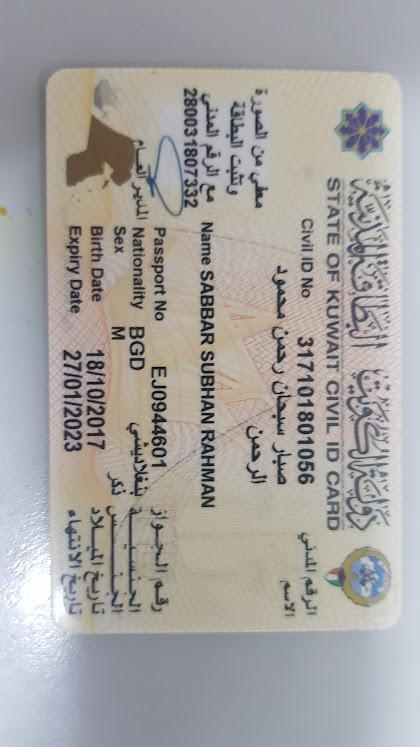 دولة الكويت البطاقة المدنية
STATE OF KUWAIT CIVIL ID CARD
Civil ID No 317101801056 الرقم المدني
صبار سبحان رحمن محمود الاسم
الرحمن
Name SABBAR SUBHAN RAHMAN
Passport No EJ0944601 رقم الجواز
Nationality BGD بنغلاديشي الجنسية
Sex M ذكر الجنس
Birth Date 18/10/2017 تاريخ الميلاد
Expiry Date 27/01/2023 تاريخ الانتهاء
معفي من الصورة
وتثبت البطاقة
مع الرقم المدني
280031807332
المدير العام